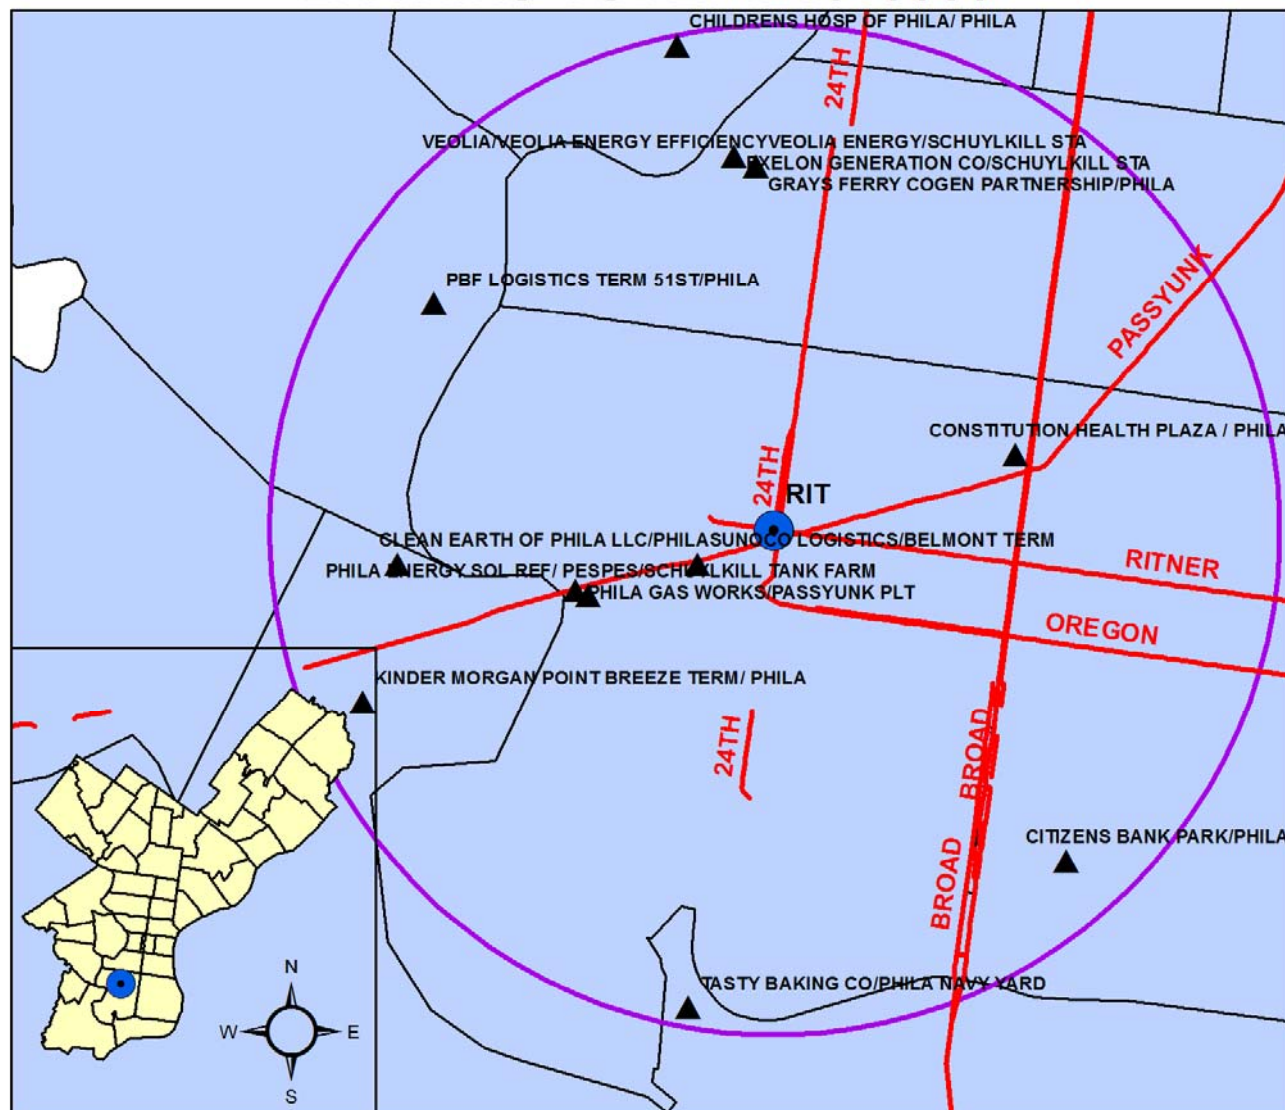 CHILDRENS HOSP OF PHILA/ PHILA
24TH
VEOLIA/VEOLIA ENERGY EFFICIENCYVEOLIA ENERGY/SCHUYLKILL STA
EXELON GENERATION CO/SCHUYLKILL STA
GRAYS FERRY COGEN PARTNERSHIP/PHILA
PBF LOGISTICS TERM 51ST/PHILA
PASSYUNK
CONSTITUTION HEALTH PLAZA / PHILA
24TH
RIT
CLEAN EARTH OF PHILA LLC/PHILASUNOCO LOGISTICS/BELMONT TERM
RITNER
PHILA ENERGY SOL REF/ PESPES/SCHUYLKILL TANK FARM
PHILA GAS WORKS/PASSYUNK PLT
OREGON
KINDER MORGAN POINT BREEZE TERM/ PHILA
24TH
BROAD
CITIZENS BANK PARK/PHILA
BROAD
TASTY BAKING CO/PHILA NAVY YARD
N
W
E
S